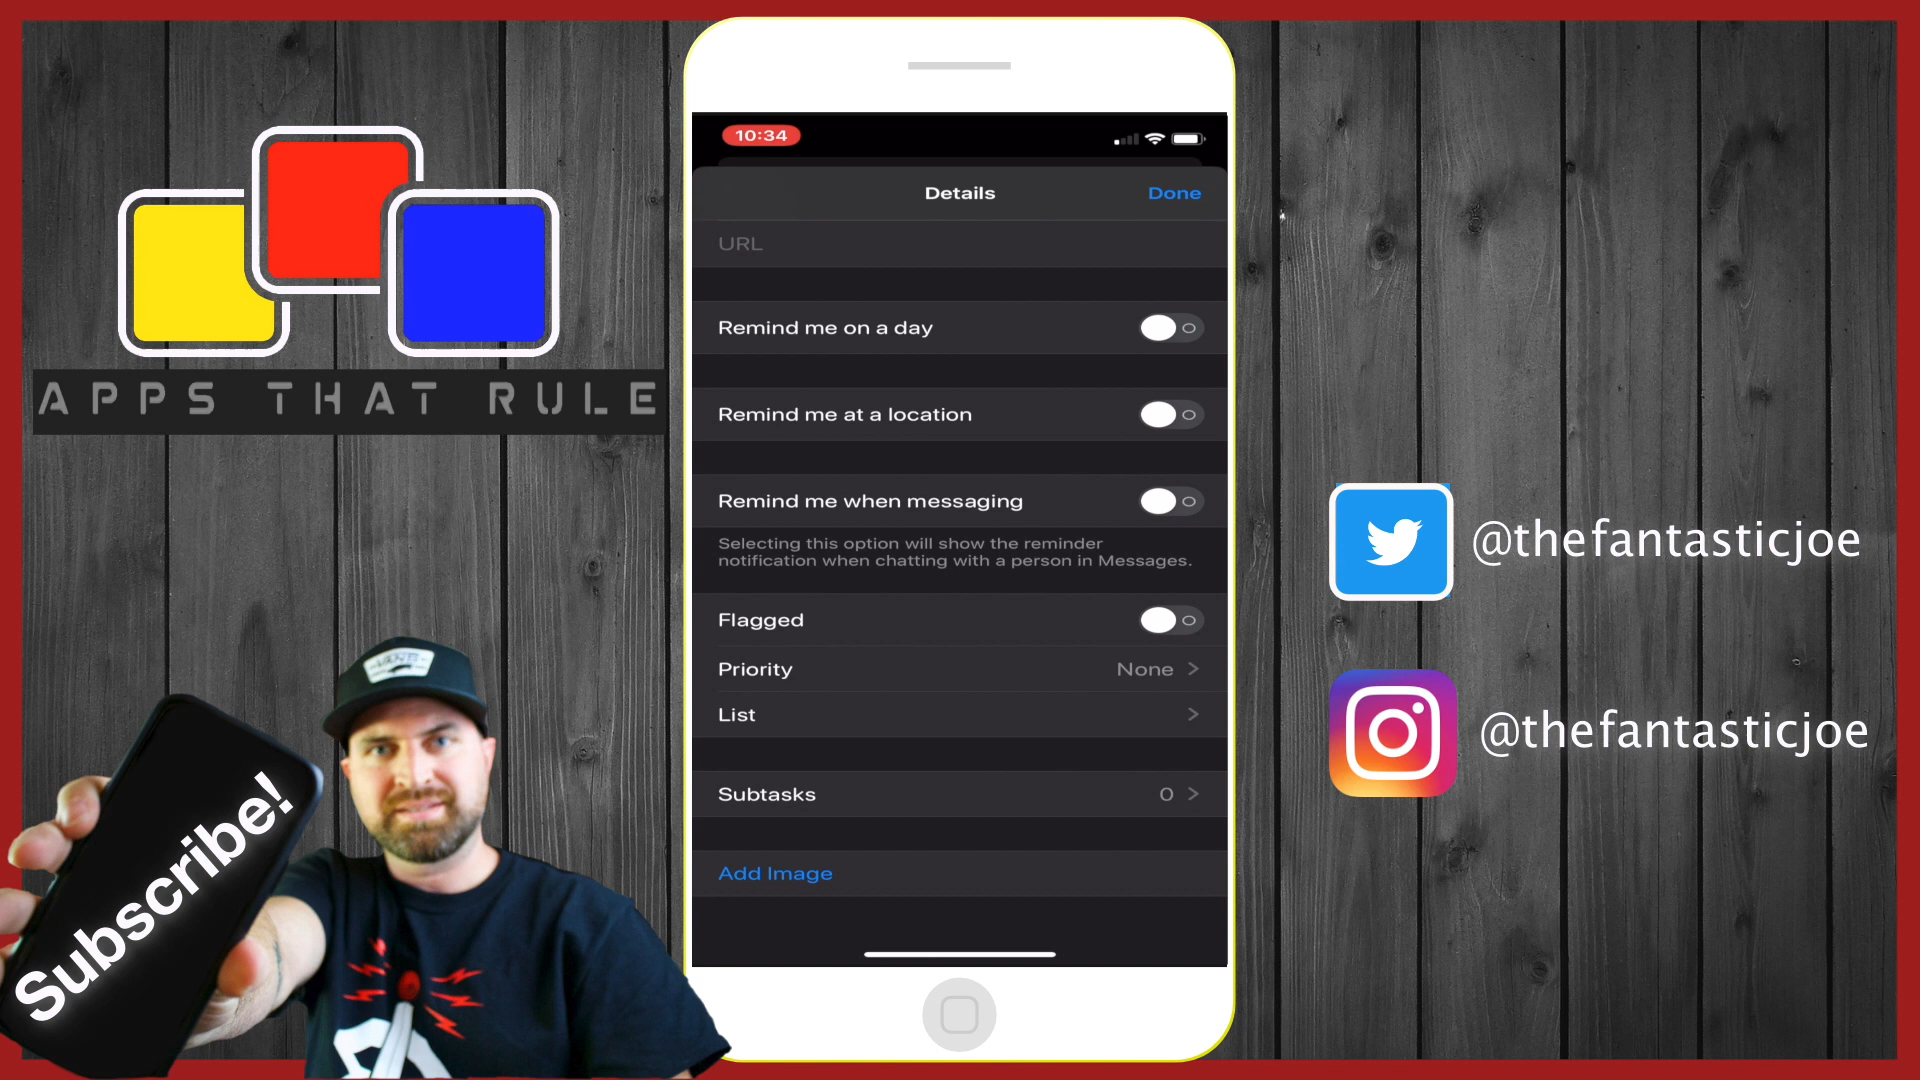 10:34
Details
Done
URL
Remind me on a day
Remind me at a location
Remind me when messaging
Selecting this option will show the reminder
notification when chatting with a person in Messages.
Flagged
Priority
None
List
Subtasks
0
Add Image
APPS THAT RULE
VANS
Subscribe!
@thefantasticjoe
@thefantasticjoe